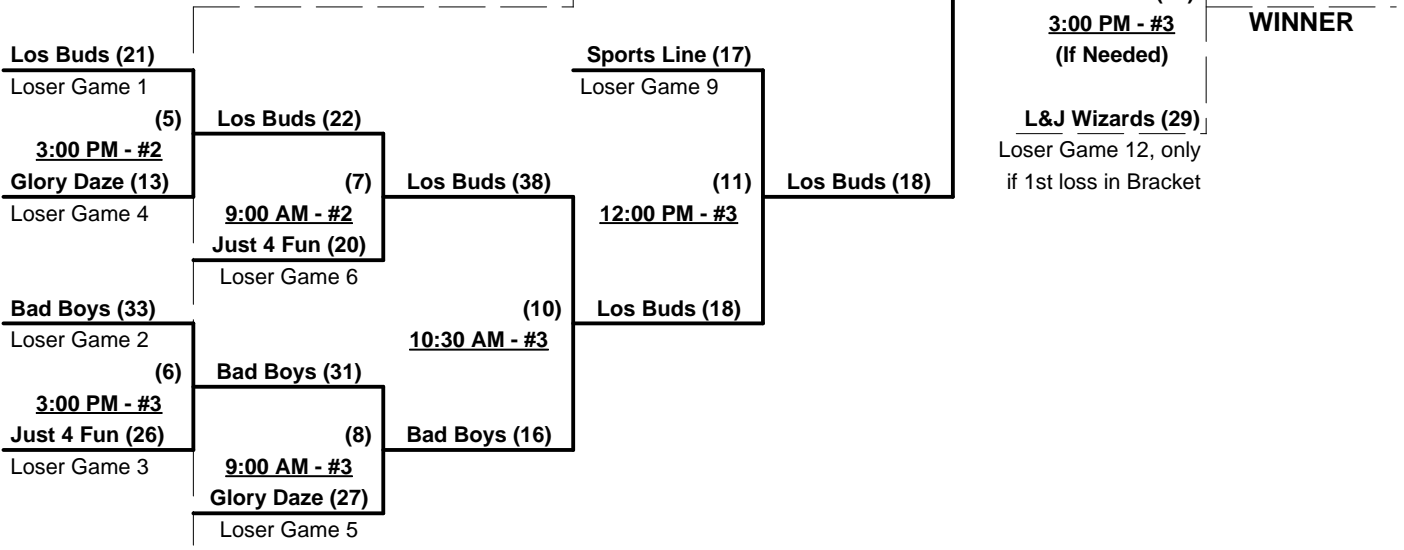 3:00 PM - #3
WINNER
(If Needed)
L&J Wizards (29)
Loser Game 12, only
if 1st loss in Bracket
Los Buds (21)
Loser Game 1
(5)
3:00 PM - #2
Glory Daze (13)
Loser Game 4
Los Buds (22)
(7)
9:00 AM - #2
Just 4 Fun (20)
Loser Game 6
Los Buds (38)
Bad Boys (33)
Loser Game 2
(6)
3:00 PM - #3
Just 4 Fun (26)
Loser Game 3
Bad Boys (31)
(8)
9:00 AM - #3
Glory Daze (27)
Loser Game 5
Bad Boys (16)
(10)
10:30 AM - #3
Sports Line (17)
Loser Game 9
(11)
12:00 PM - #3
Los Buds (18)
Los Buds (18)